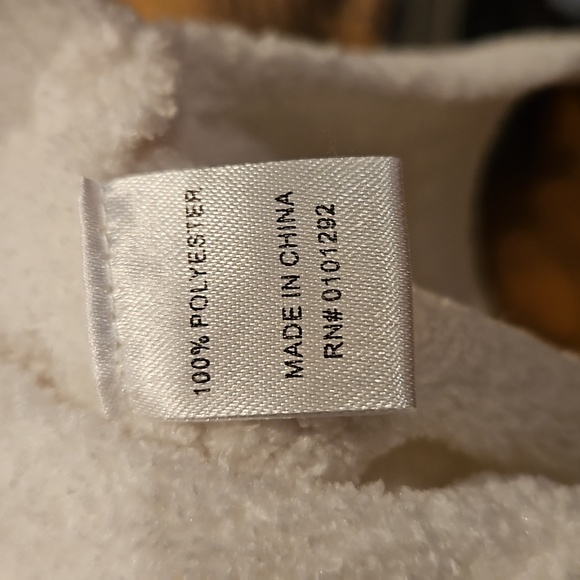 100% POLYESTER
MADE IN CHINA
RN# 0101292